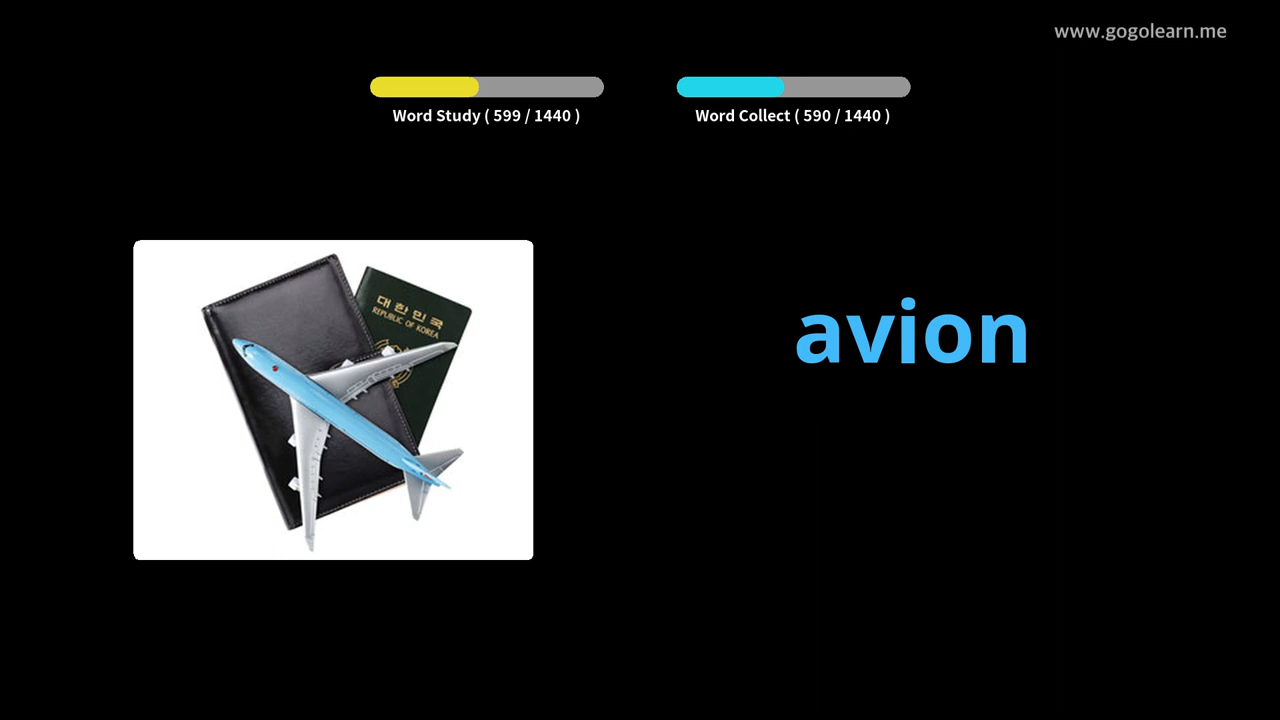 www.gogolearn.me
Word Study ( 599 / 1440 )
Word Collect ( 590 / 1440 )
대한민국
REPUBLIC OF KOREA
avion